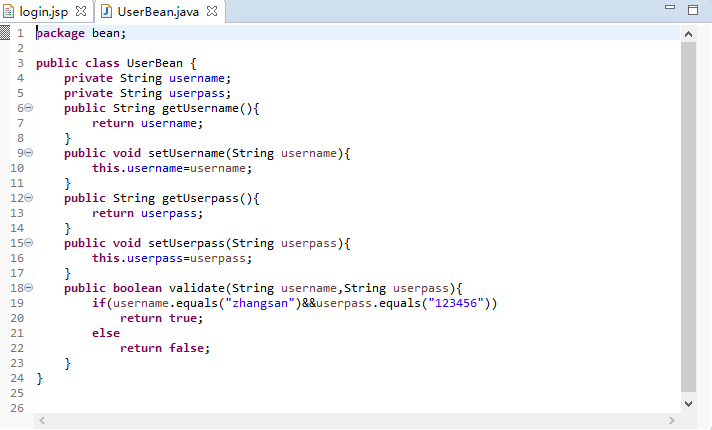 login.jsp UserBean.java
1 package bean;
2
3 public class UserBean {
4 private String username;
5 private String userpass;
6 public String getUsername(){
7 return username;
8 }
9 public void setUsername(String username){
10 this.username=username;
11 }
12 public String getUserpass(){
13 return userpass;
14 }
15 public void setUserpass(String userpass){
16 this.userpass=userpass;
17 }
18 public boolean validate(String username,String userpass){
19 if(username.equals("zhangsan")&&userpass.equals("123456"))
20 return true;
21 else
22 return false;
23 }
24 }
25
26